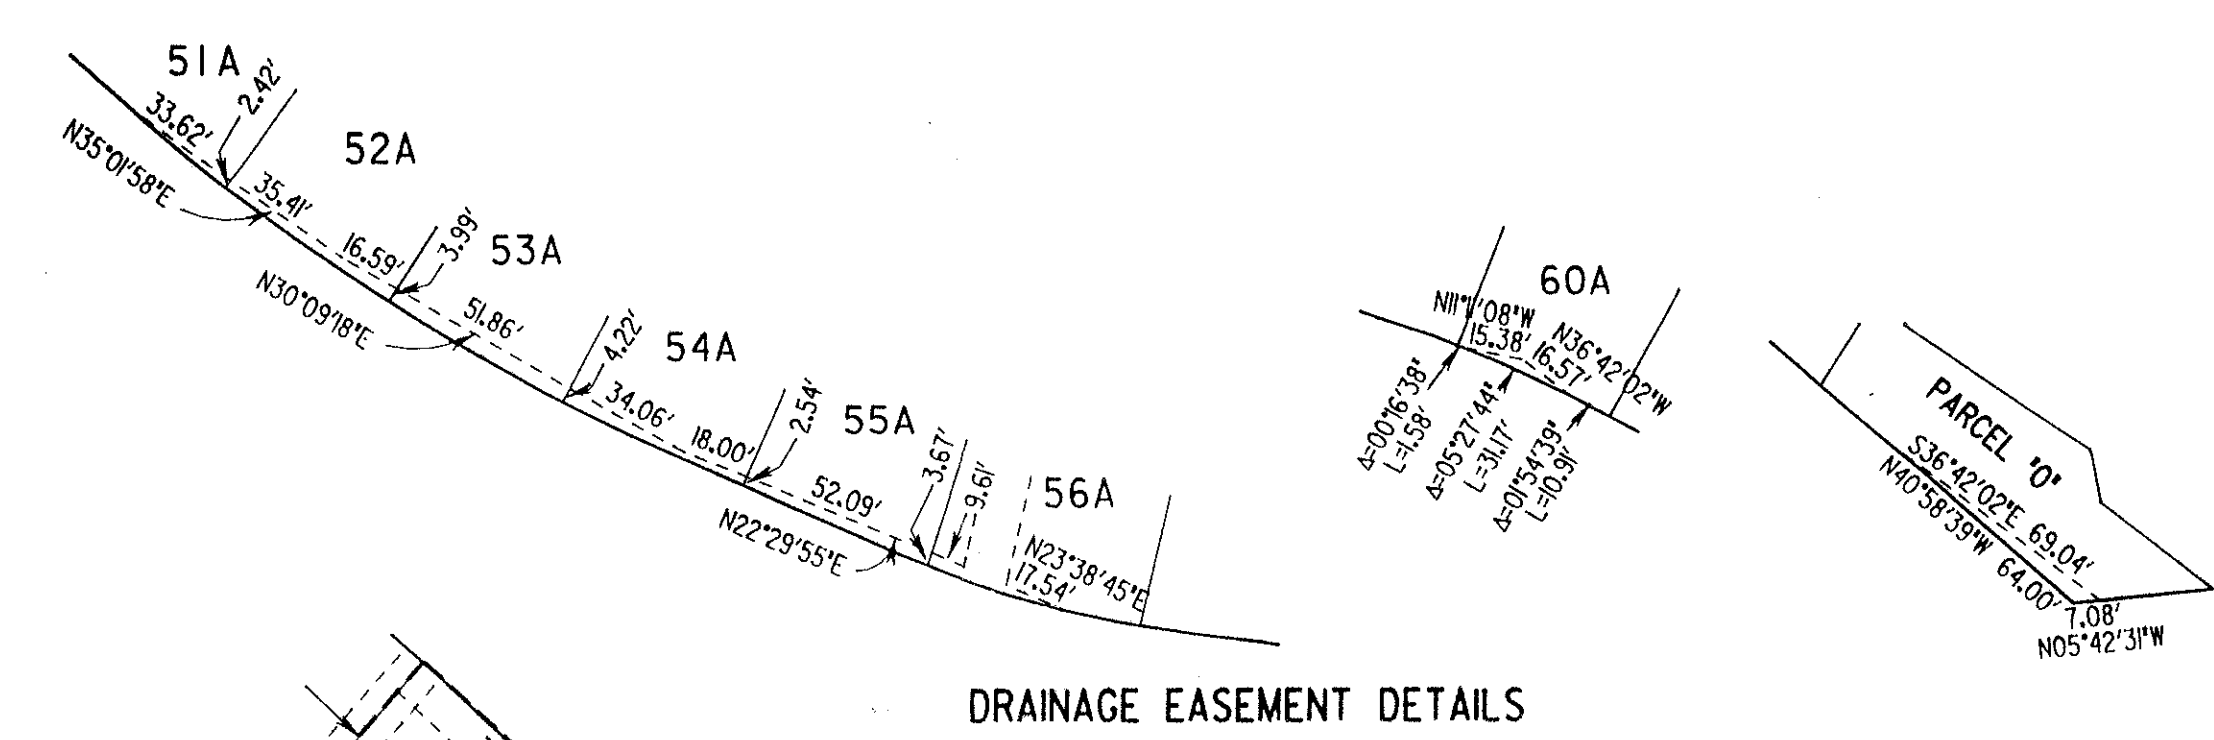 51A
2.42'
33.62'
N35°01'58"E
52A
35.41'
16.59'
3.99'
53A
N30°09'18"E
51.86'
4.22'
54A
34.06'
18.00'
2.54'
55A
52.09'
N22°29'55"E
3.67'
9.61'
56A
N23°38'45"E
17.54'
60A
N11°11'08"W
15.38'
16.57'
N36°42'02"W
Δ=00°16'38"
L=1.58'
Δ=05°27'44"
L=31.17'
Δ=01°54'39"
L=10.91'
PARCEL "O"
S36°42'02"E 69.04'
N40°58'39"W 64.00'
7.08'
N05°42'31"W
DRAINAGE EASEMENT DETAILS